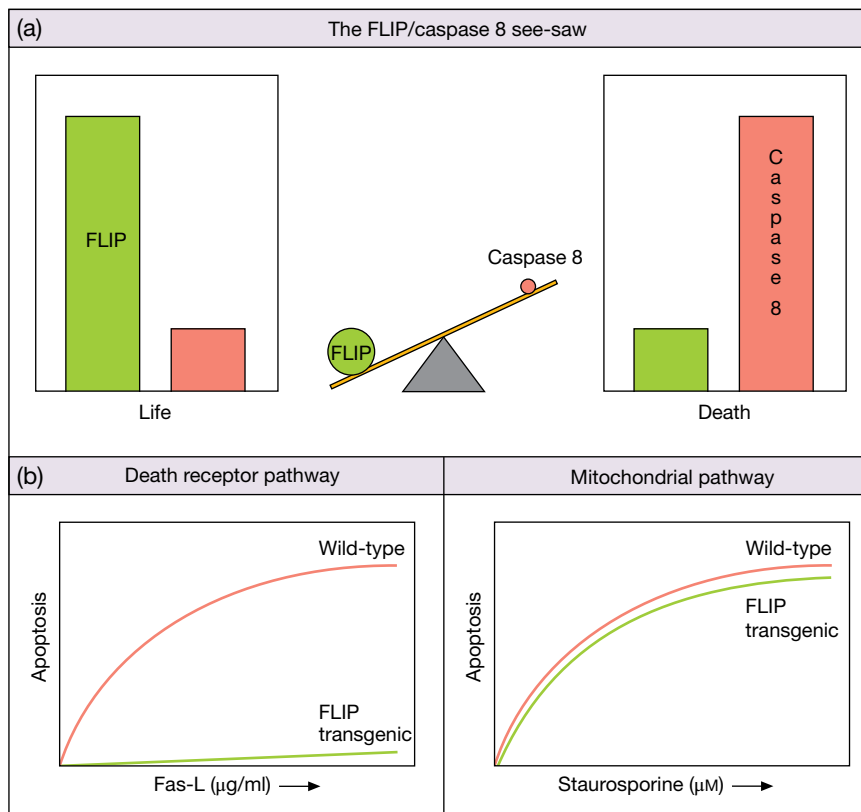 (a)
The FLIP/caspase 8 see-saw
FLIP
Life
Caspase 8
FLIP
Caspase 8
Death
(b)
Death receptor pathway
Mitochondrial pathway
Apoptosis
Wild-type
FLIP
transgenic
Fas-L (μg/ml)
Apoptosis
Wild-type
FLIP
transgenic
Staurosporine (μM)